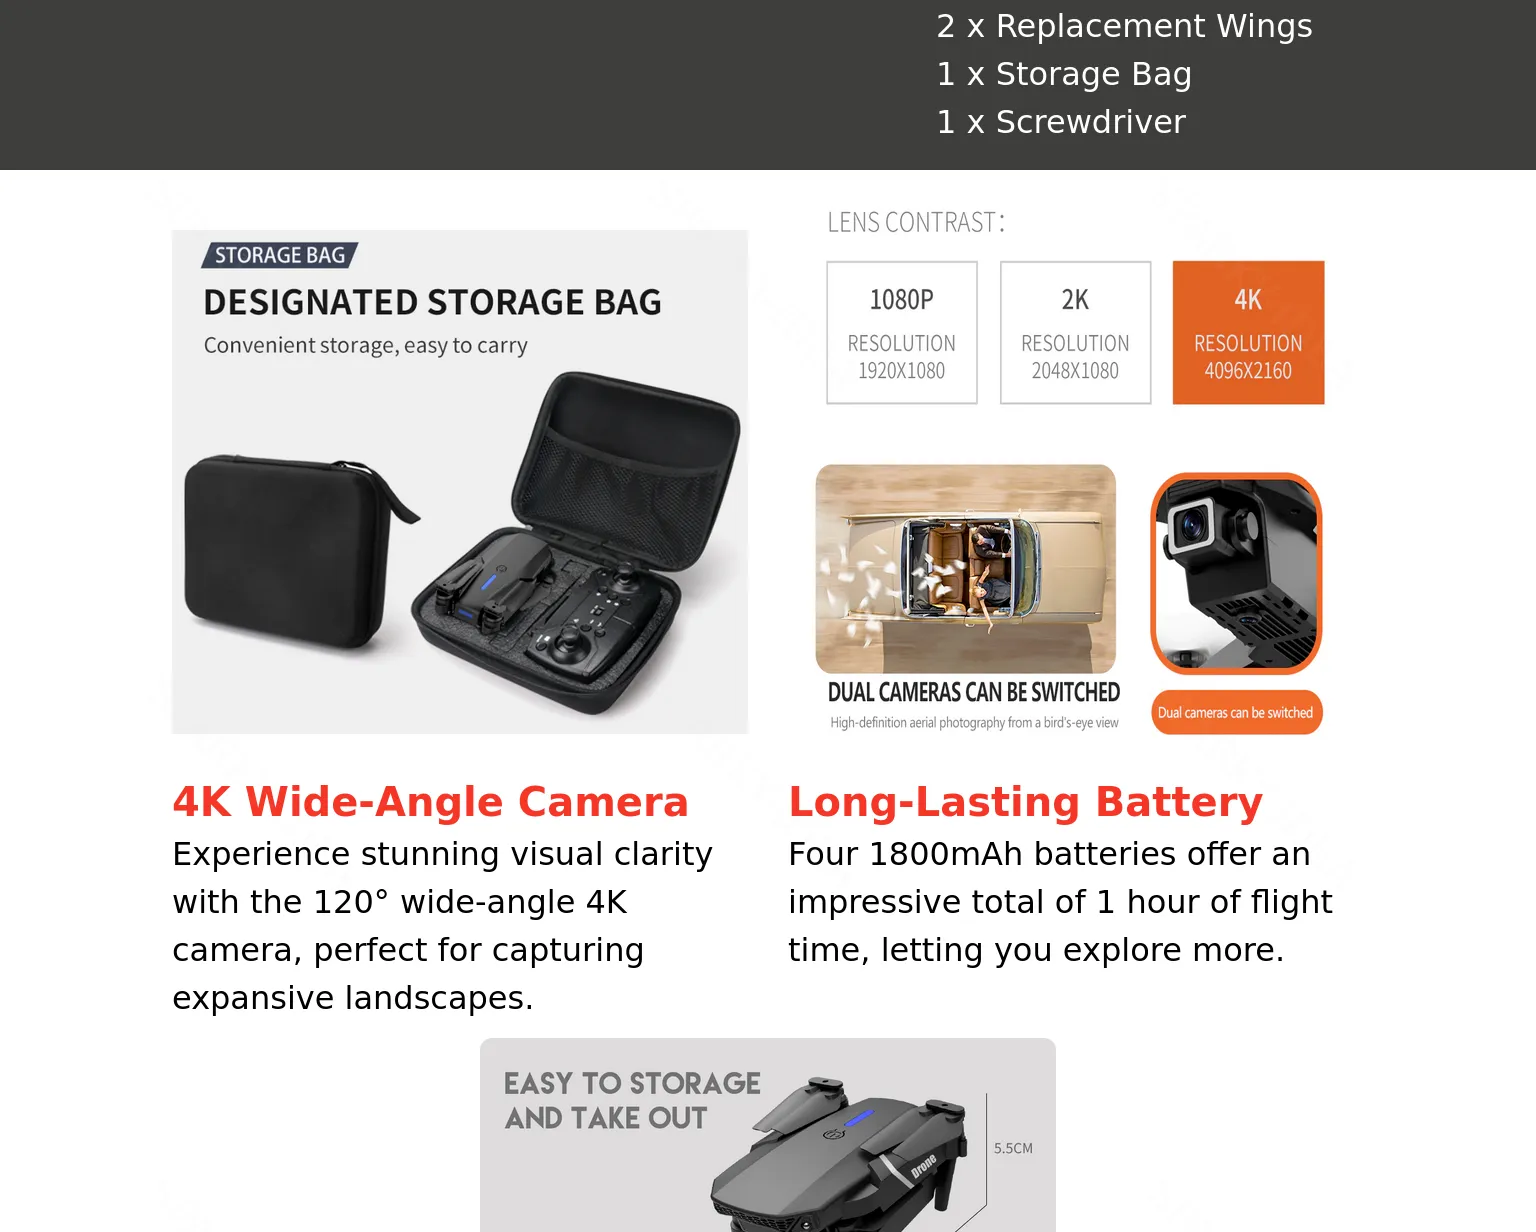 2 x Replacement Wings
1 x Storage Bag
1 x Screwdriver
STORAGE BAG
DESIGNATED STORAGE BAG
Convenient storage, easy to carry
LENS CONTRAST:
1080P
RESOLUTION
1920X1080
2K
RESOLUTION
2048X1080
4K
RESOLUTION
4096X2160
DUAL CAMERAS CAN BE SWITCHED
High-definition aerial photography from a bird's-eye view
Dual cameras can be switched
4K Wide-Angle Camera
Experience stunning visual clarity
with the 120° wide-angle 4K
camera, perfect for capturing
expansive landscapes.
Long-Lasting Battery
Four 1800mAh batteries offer an
impressive total of 1 hour of flight
time, letting you explore more.
EASY TO STORAGE
AND TAKE OUT
Drone
5.5CM